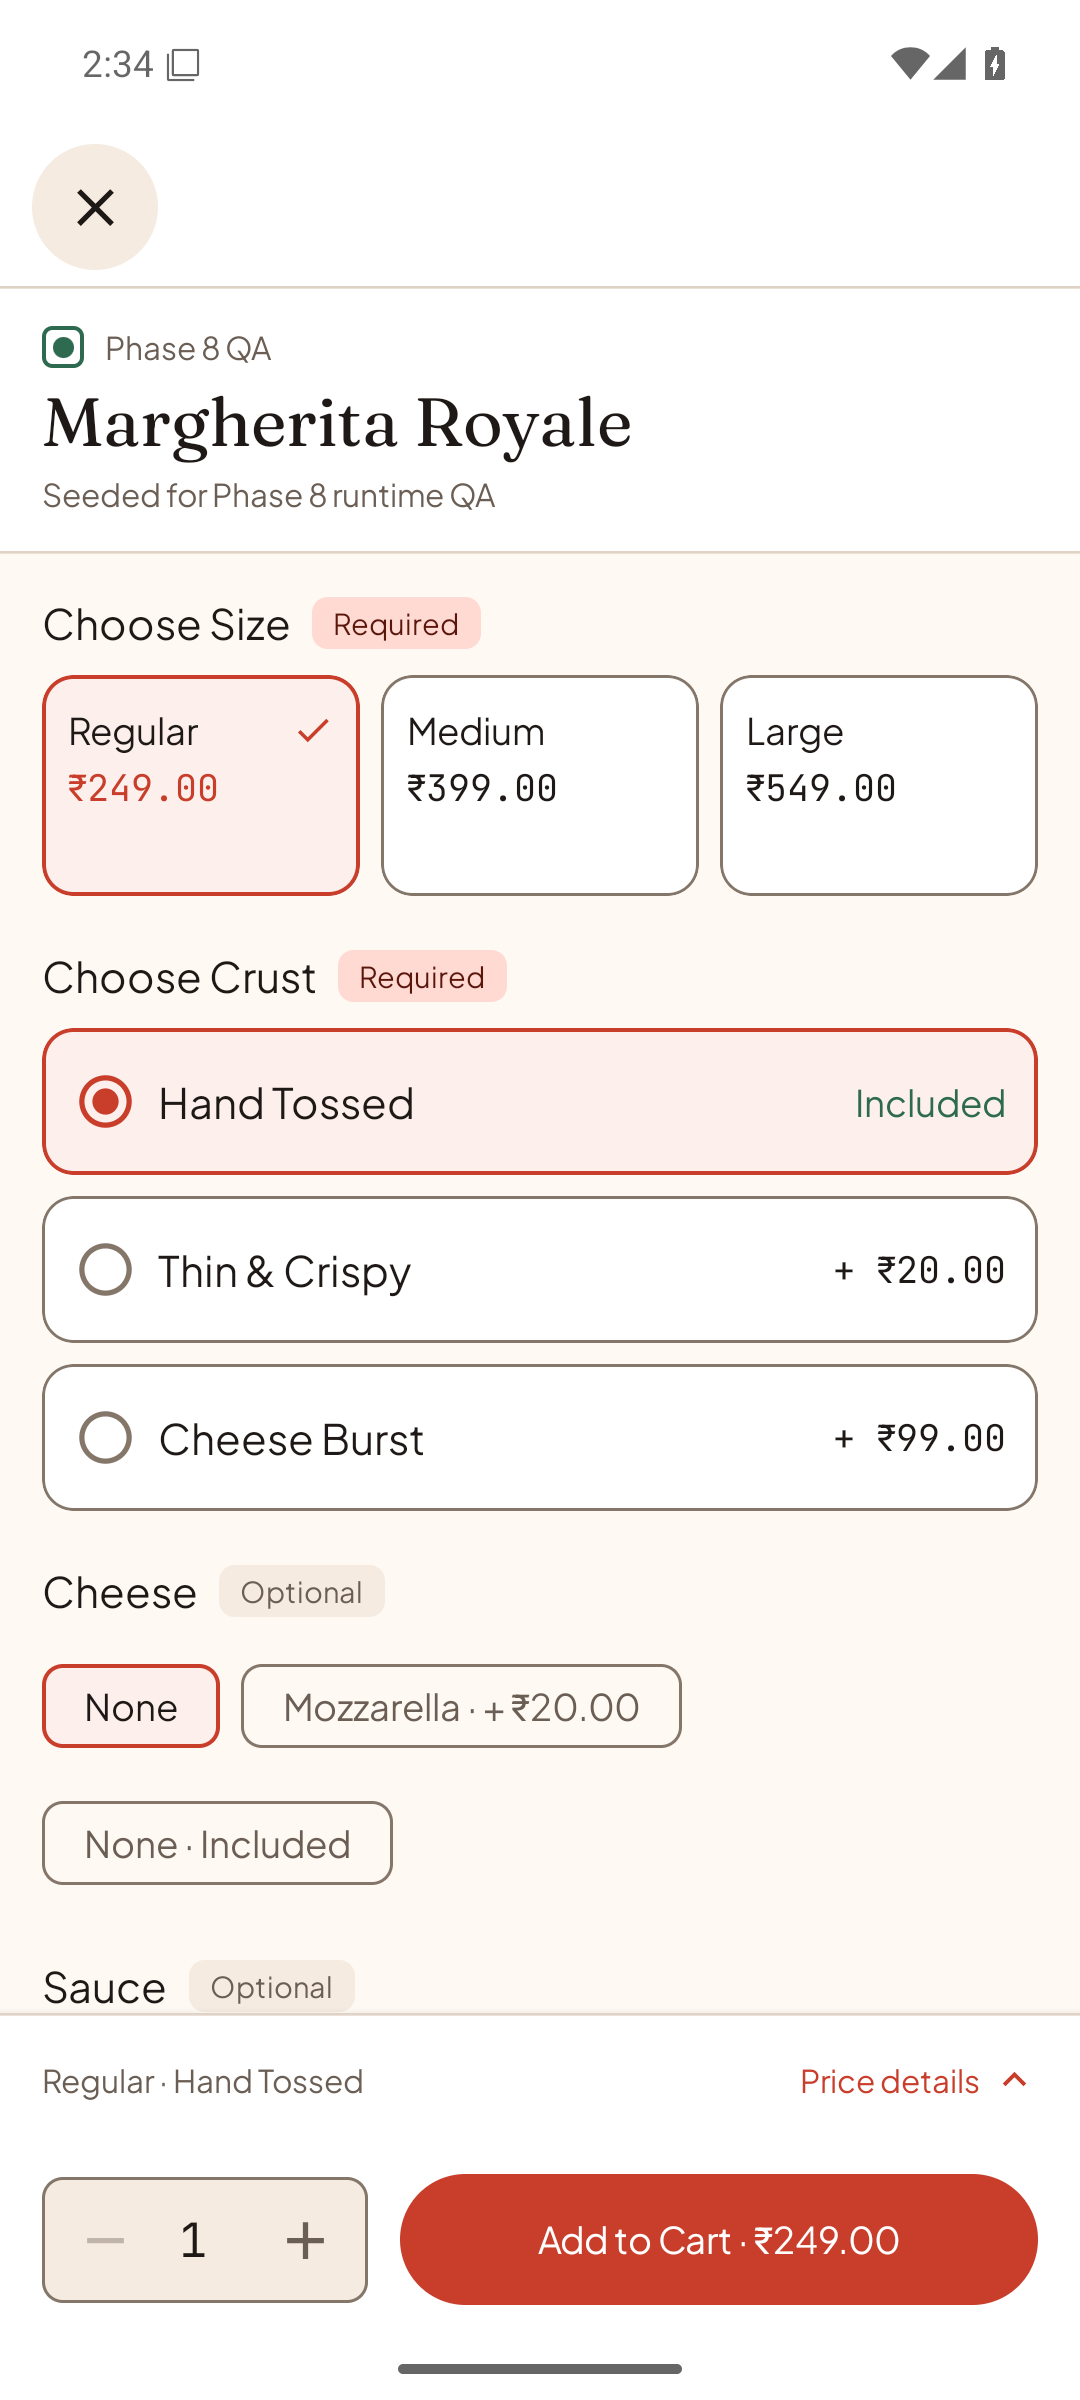 2:34
Phase 8 QA
Margherita Royale
Seeded for Phase 8 runtime QA
Choose Size Required
Regular Medium Large
₹249.00 ₹399.00 ₹549.00
Choose Crust Required
Hand Tossed Included
Thin & Crispy + ₹20.00
Cheese Burst + ₹99.00
Cheese Optional
None Mozzarella · + ₹20.00
None · Included
Sauce Optional
Regular · Hand Tossed Price details
1 Add to Cart · ₹249.00